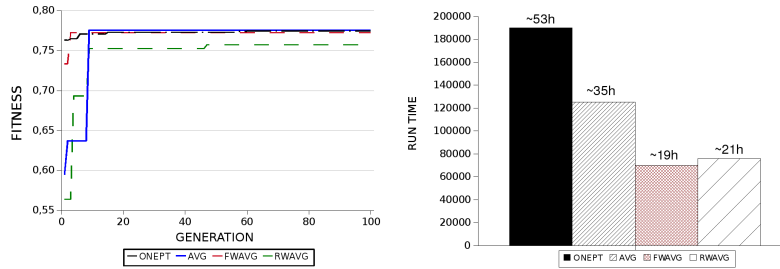 0,80
0,75
0,70
0,65
0,60
0,55
FITNESS
0 20 40 60 80 100
GENERATION
ONEPT AVG FWAVG RWAVG
200000
180000
160000
140000
120000
100000
80000
60000
40000
20000
0
RUN TIME
~53h
~35h
~19h
~21h
ONEPT AVG FWAVG RWAVG